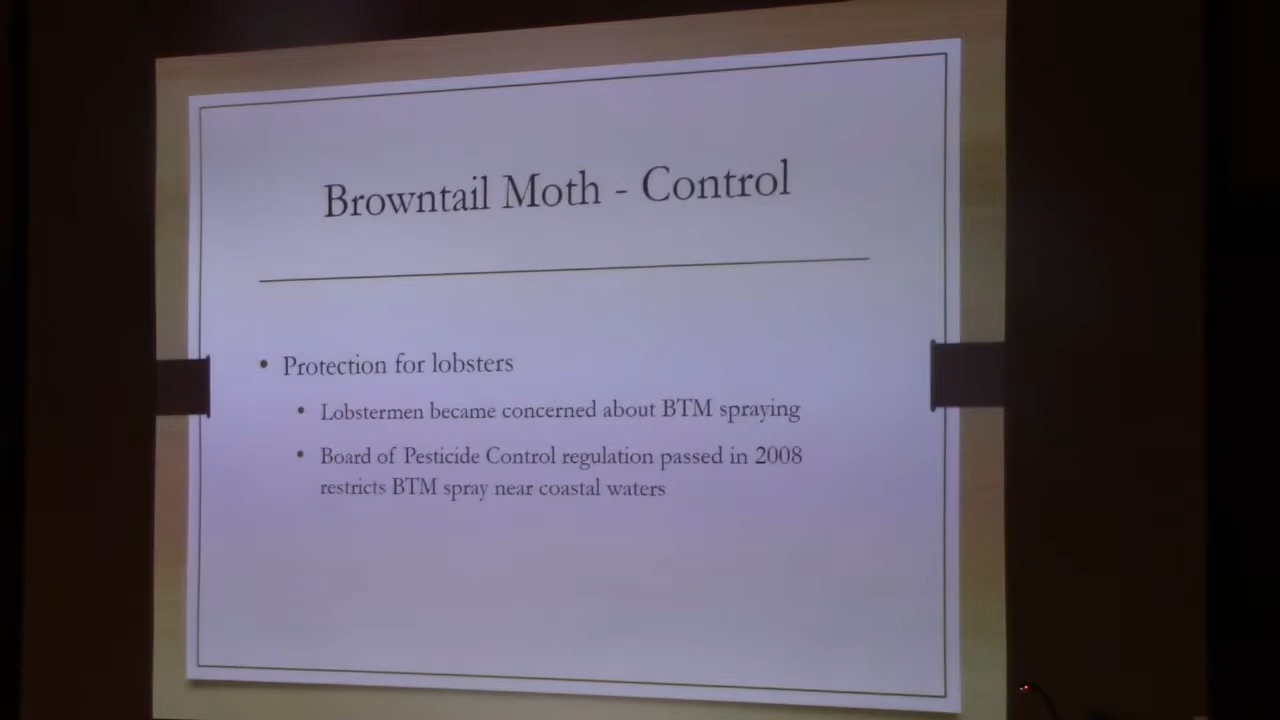 Browntail Moth - Control
• Protection for lobsters
• Lobstermen became concerned about BTM spraying
• Board of Pesticide Control regulation passed in 2008
restricts BTM spray near coastal waters